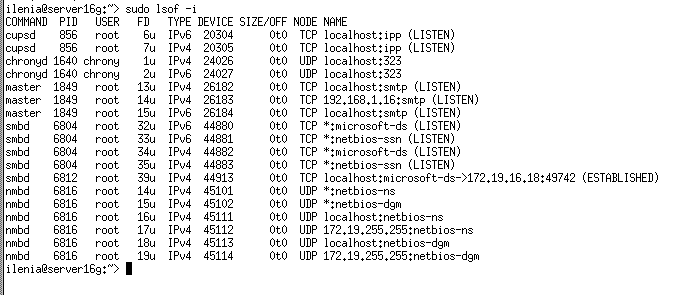 ilenia@server16g:~> sudo lsof -i
COMMAND  PID   USER   FD   TYPE DEVICE SIZE/OFF NODE NAME
cupsd    856   root    6u  IPv6  20304      0t0  TCP localhost:ipp (LISTEN)
cupsd    856   root    7u  IPv4  20305      0t0  TCP localhost:ipp (LISTEN)
chronyd 1640 chrony    1u  IPv4  24026      0t0  UDP localhost:323
chronyd 1640 chrony    2u  IPv6  24027      0t0  UDP localhost:323
master  1849   root   13u  IPv4  26182      0t0  TCP localhost:smtp (LISTEN)
master  1849   root   14u  IPv4  26183      0t0  TCP 192.168.1.16:smtp (LISTEN)
master  1849   root   15u  IPv6  26184      0t0  TCP localhost:smtp (LISTEN)
smbd    6804   root   32u  IPv6  44880      0t0  TCP *:microsoft-ds (LISTEN)
smbd    6804   root   33u  IPv6  44881      0t0  TCP *:netbios-ssn (LISTEN)
smbd    6804   root   34u  IPv4  44882      0t0  TCP *:microsoft-ds (LISTEN)
smbd    6804   root   35u  IPv4  44883      0t0  TCP *:netbios-ssn (LISTEN)
smbd    6812   root   39u  IPv4  44913      0t0  TCP localhost:microsoft-ds->172.19.16.18:49742 (ESTABLISHED)
nmbd    6816   root   14u  IPv4  45101      0t0  UDP *:netbios-ns
nmbd    6816   root   15u  IPv4  45102      0t0  UDP *:netbios-dgm
nmbd    6816   root   16u  IPv4  45111      0t0  UDP localhost:netbios-ns
nmbd    6816   root   17u  IPv4  45112      0t0  UDP 172.19.255.255:netbios-ns
nmbd    6816   root   18u  IPv4  45113      0t0  UDP localhost:netbios-dgm
nmbd    6816   root   19u  IPv4  45114      0t0  UDP 172.19.255.255:netbios-dgm
ilenia@server16g:~>